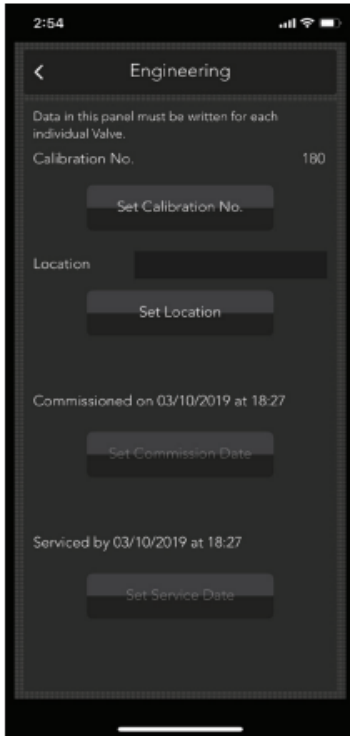 2:54
Engineering
Data in this panel must be written for each
individual Valve.
Calibration No. 180
Set Calibration No.
Location
Set Location
Commissioned on 03/10/2019 at 18:27
Set Commission Date
Serviced by 03/10/2019 at 18:27
Set Service Date